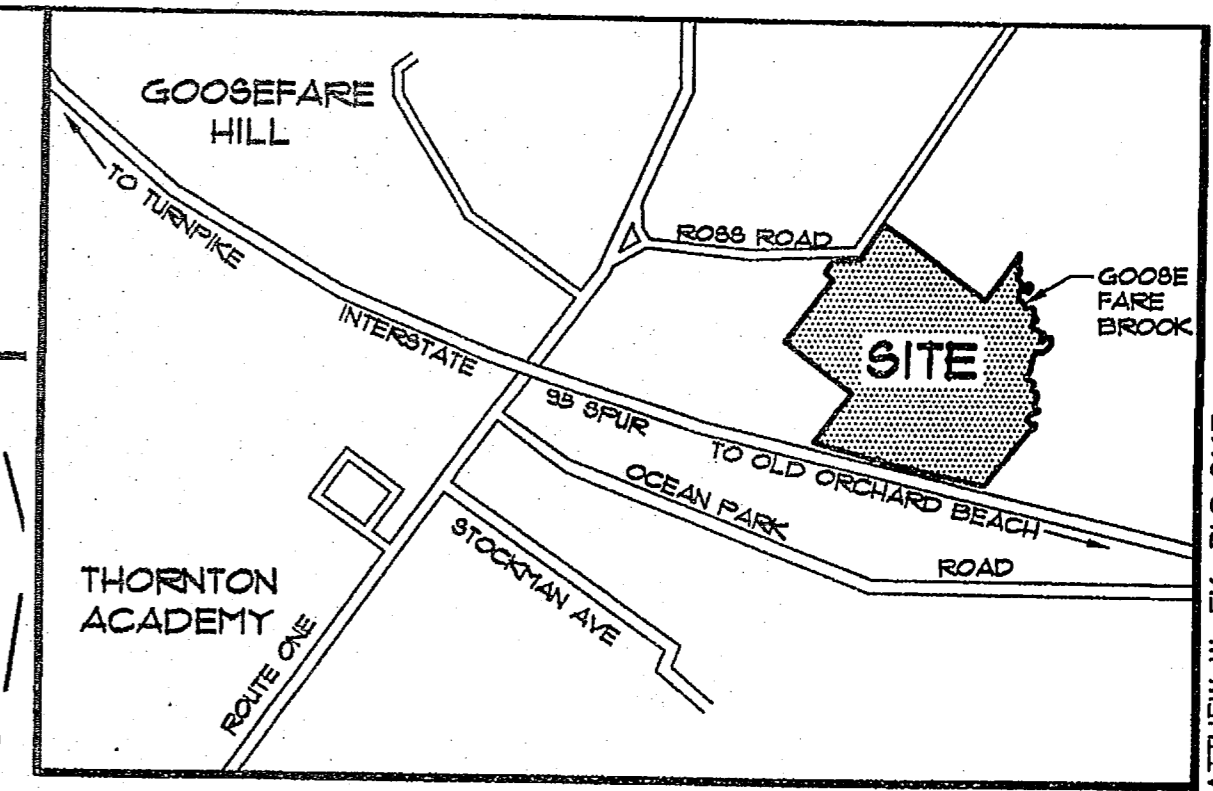 GOOSEFARE
HILL
TO TURNPIKE
ROSS ROAD
GOOSE
FARE
BROOK
INTERSTATE
95 SPUR
SITE
TO OLD ORCHARD BEACH
OCEAN PARK
ROAD
STOCKMAN AVE
THORNTON
ACADEMY
ROUTE ONE